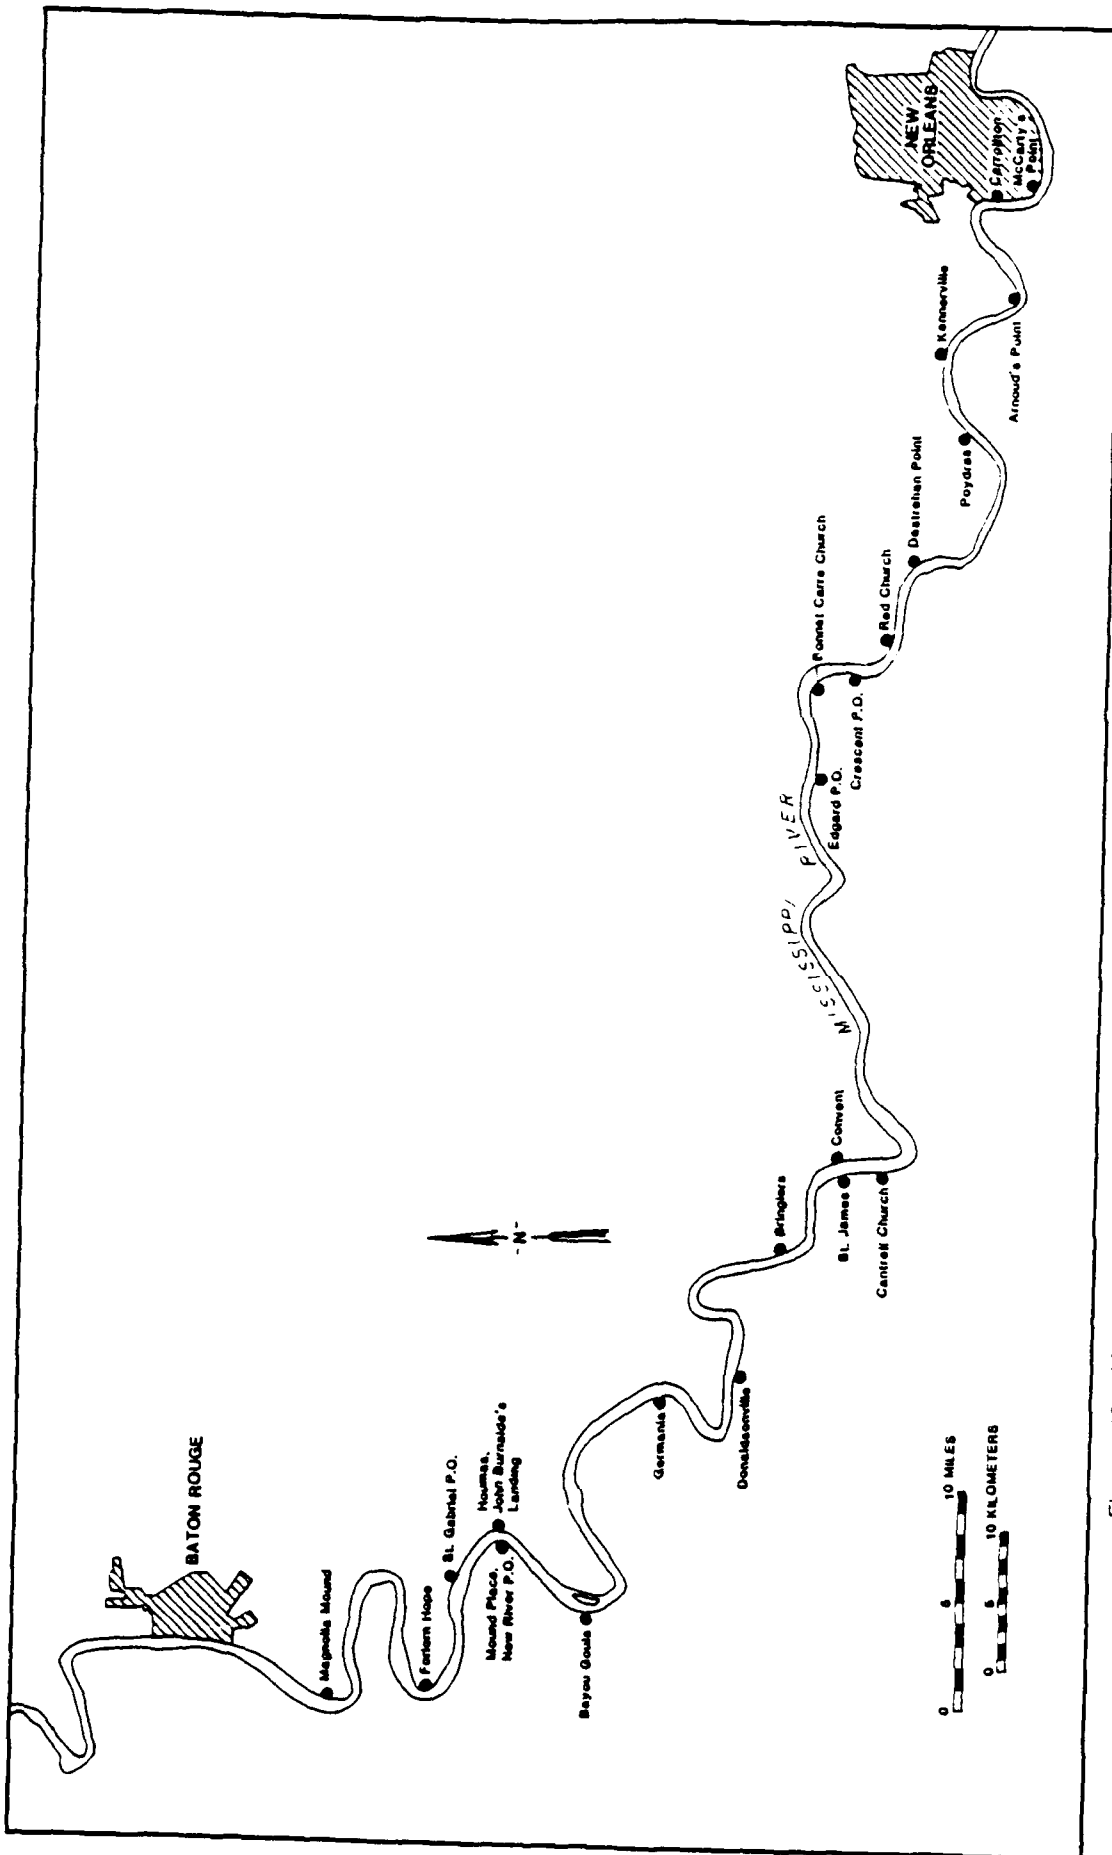 BATON ROUGE
Magnolia Mound
Forlorn Hope
St. Gabriel P.O.
Houmas,
John Burnside's
Landing
Mound Place,
New River P.O.
Bayou Goula
Germania
Donaldsonville
-N-
Bringiers
Convent
St. James
Cantrell Church
MISSISSIPPI RIVER
Edgard P.O.
Bonnet Carre Church
Crescent P.O.
Red Church
Destrehan Point
Poydras
Kennerville
Arnoud's Point
NEW
ORLEANS
Carrollton
McCarty's
Point
0 5 10 MILES
0 5 10 KILOMETERS